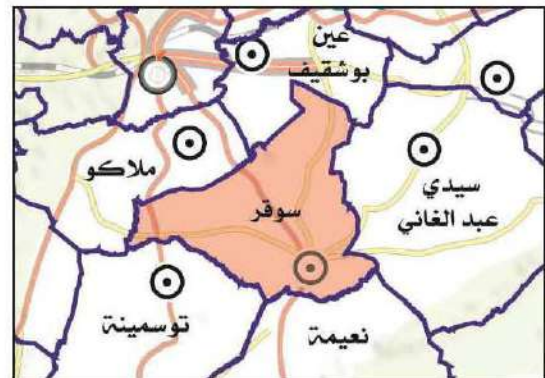 عين
بوشقيف
ملاكو
سيدي
عبد الغاني
سوقر
توسمينة
نعيمة